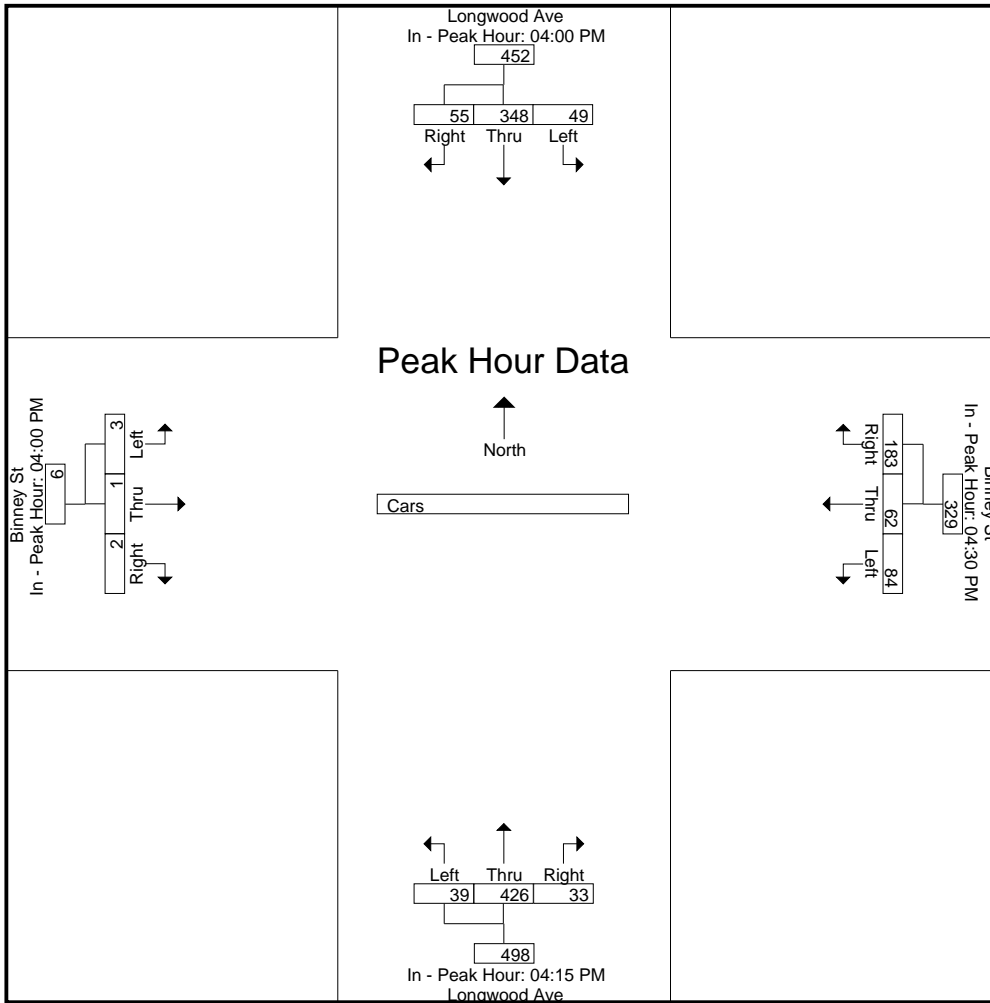 Longwood Ave
In - Peak Hour: 04:00 PM
452
55 348 49
Right Thru Left
Peak Hour Data
North
Cars
Binney St
In - Peak Hour: 04:00 PM
6
3 1 2
Left Thru Right
Binney St
In - Peak Hour: 04:30 PM
329
183 62 84
Right Thru Left
Left Thru Right
39 426 33
498
In - Peak Hour: 04:15 PM
Longwood Ave